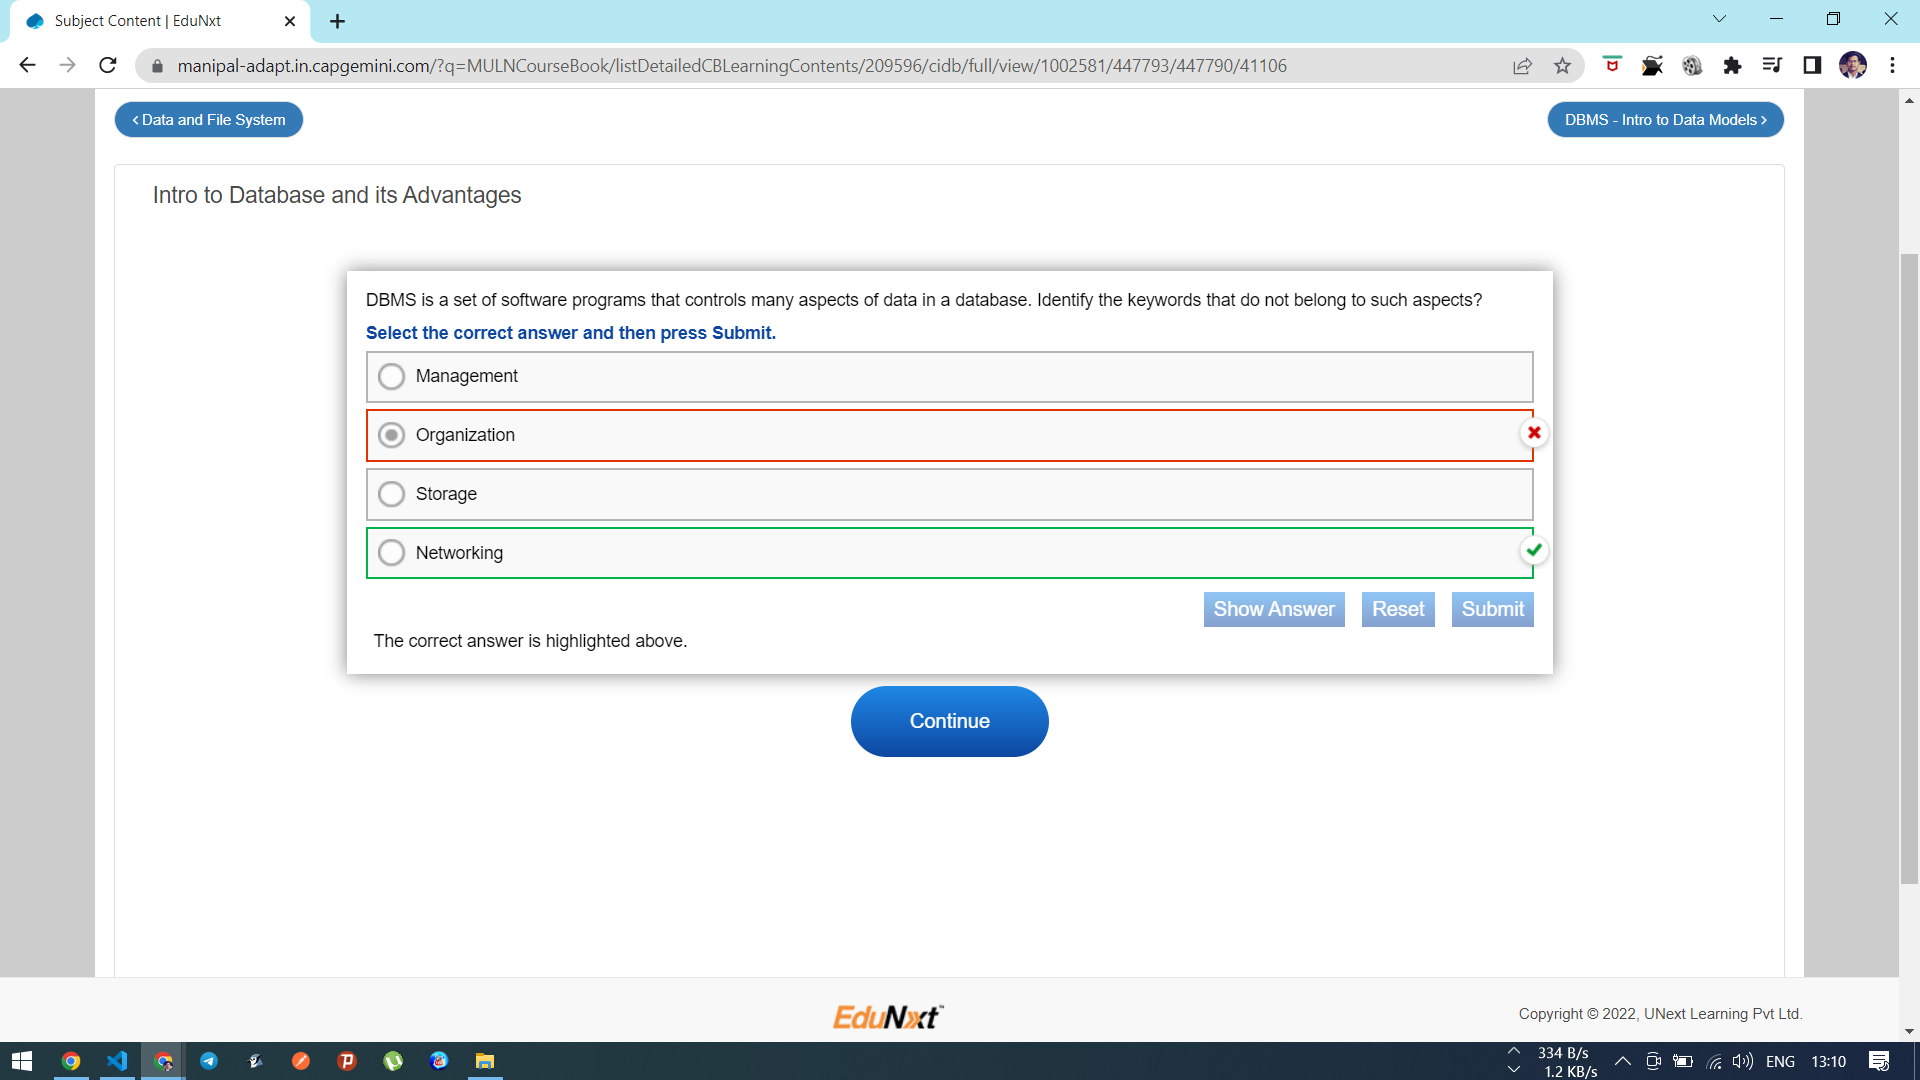 Subject Content | EduNxt
manipal-adapt.in.capgemini.com/?q=MULNCourseBook/listDetailedCBLearningContents/209596/cidb/full/view/1002581/447793/447790/41106
< Data and File System
DBMS - Intro to Data Models >
Intro to Database and its Advantages
DBMS is a set of software programs that controls many aspects of data in a database. Identify the keywords that do not belong to such aspects?
Select the correct answer and then press Submit.
Management
Organization
Storage
Networking
Show Answer Reset Submit
The correct answer is highlighted above.
Continue
EduNxt™
Copyright © 2022, UNext Learning Pvt Ltd.
334 B/s
1.2 KB/s
ENG 13:10